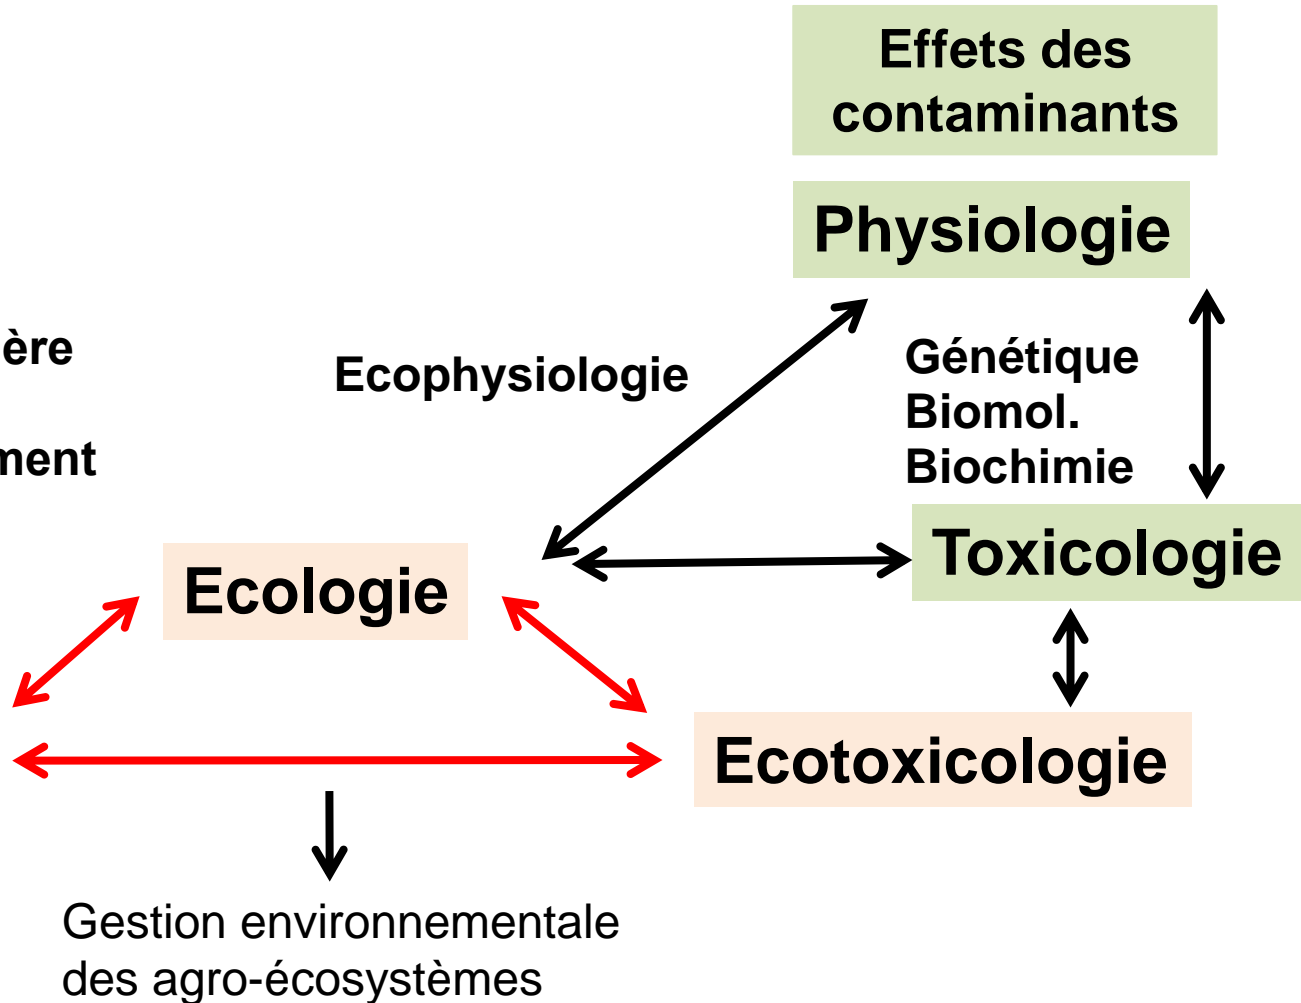 Effets des
contaminants
Physiologie
ère
Ecophysiologie
Génétique
Biomol.
Biochimie
ment
Toxicologie
Ecologie
Ecotoxicologie
Gestion environnementale
des agro-écosystèmes